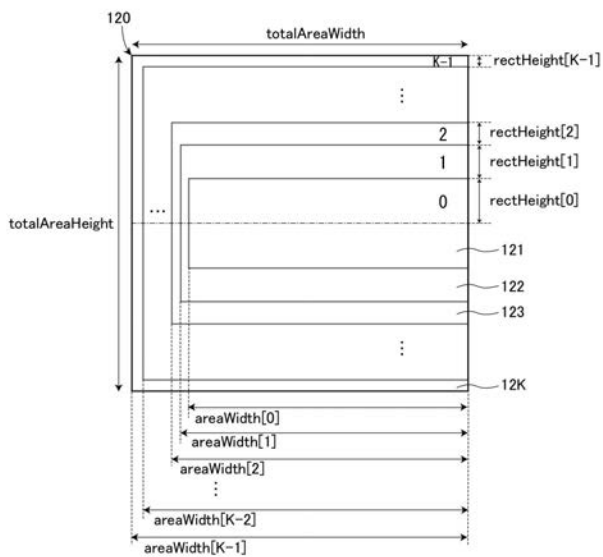 120
totalAreaWidth
K-1
rectHeight[K-1]
⋮
2
rectHeight[2]
1
rectHeight[1]
0
rectHeight[0]
...
totalAreaHeight
121
122
123
⋮
12K
areaWidth[0]
areaWidth[1]
areaWidth[2]
⋮
areaWidth[K-2]
areaWidth[K-1]